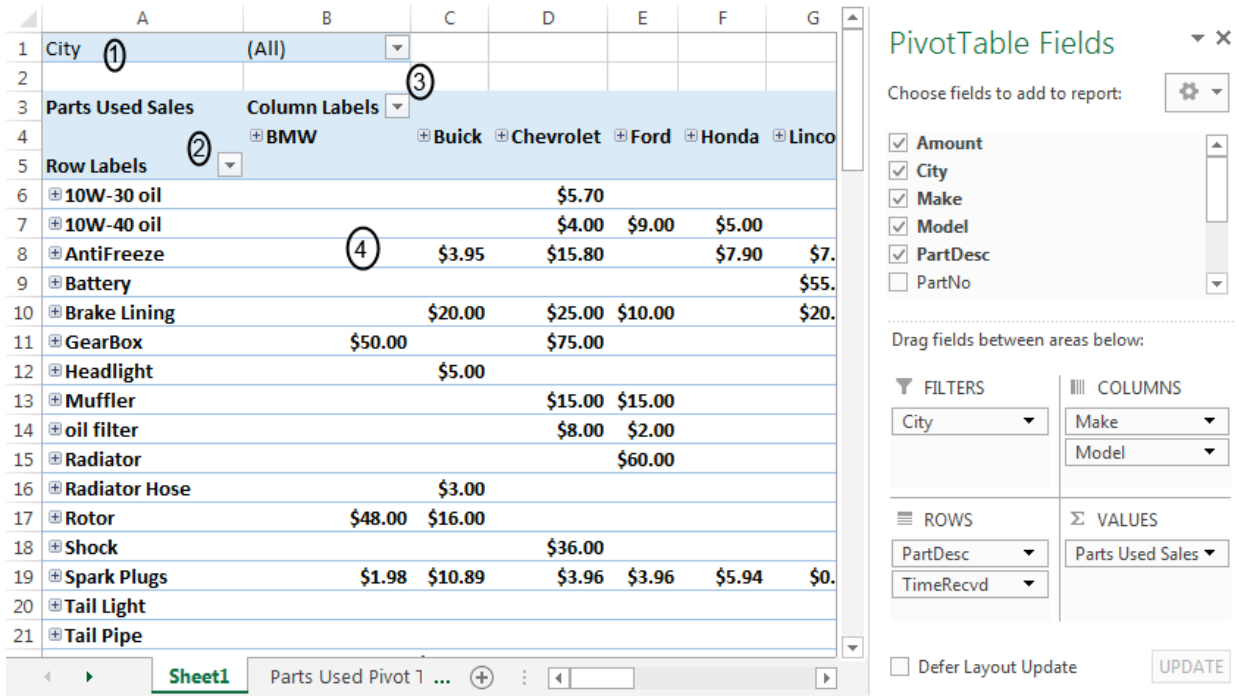 A B C D E F G
1 City ① (All)
2 ③
3 Parts Used Sales Column Labels
4 BMW Buick Chevrolet Ford Honda Linco
5 Row Labels ②
6 10W-30 oil $5.70
7 10W-40 oil $4.00 $9.00 $5.00
8 AntiFreeze ④ $3.95 $15.80 $7.90 $7.
9 Battery $55.
10 Brake Lining $20.00 $25.00 $10.00 $20.
11 GearBox $50.00 $75.00
12 Headlight $5.00
13 Muffler $15.00 $15.00
14 oil filter $8.00 $2.00
15 Radiator $60.00
16 Radiator Hose $3.00
17 Rotor $48.00 $16.00
18 Shock $36.00
19 Spark Plugs $1.98 $10.89 $3.96 $3.96 $5.94 $0.
20 Tail Light
21 Tail Pipe
Sheet1 Parts Used Pivot T ...
PivotTable Fields
Choose fields to add to report:
Amount
City
Make
Model
PartDesc
PartNo
Drag fields between areas below:
FILTERS
City
COLUMNS
Make
Model
ROWS
PartDesc
TimeRecvd
Σ VALUES
Parts Used Sales
Defer Layout Update UPDATE